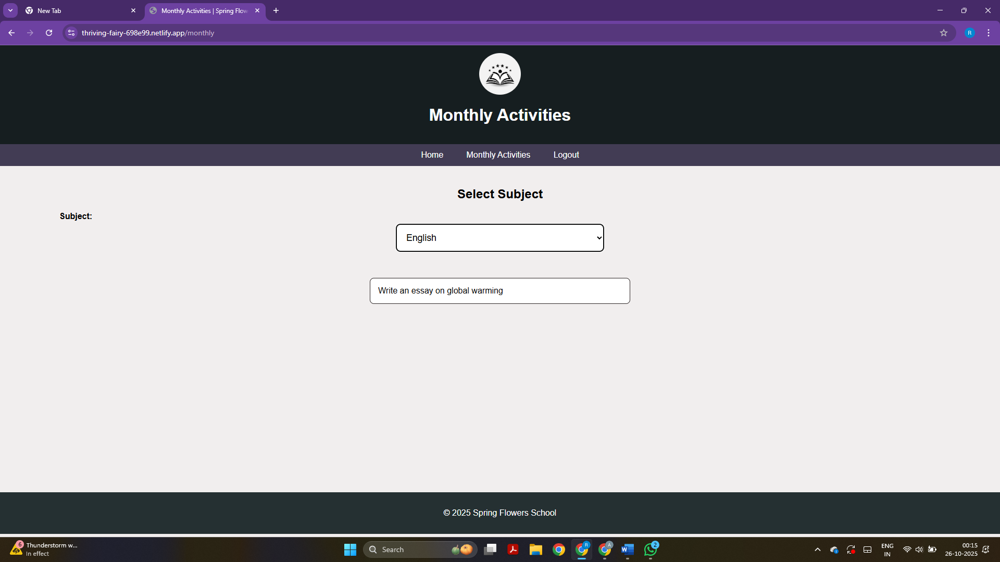 New Tab
Monthly Activities | Spring Flow
thriving-fairy-698e99.netlify.app/monthly
R
Monthly Activities
Home Monthly Activities Logout
Select Subject
Subject:
English
Write an essay on global warming
© 2025 Spring Flowers School
6
Thunderstorm w...
In effect
Search
R
A
W
2
ENG
IN
00:15
26-10-2025